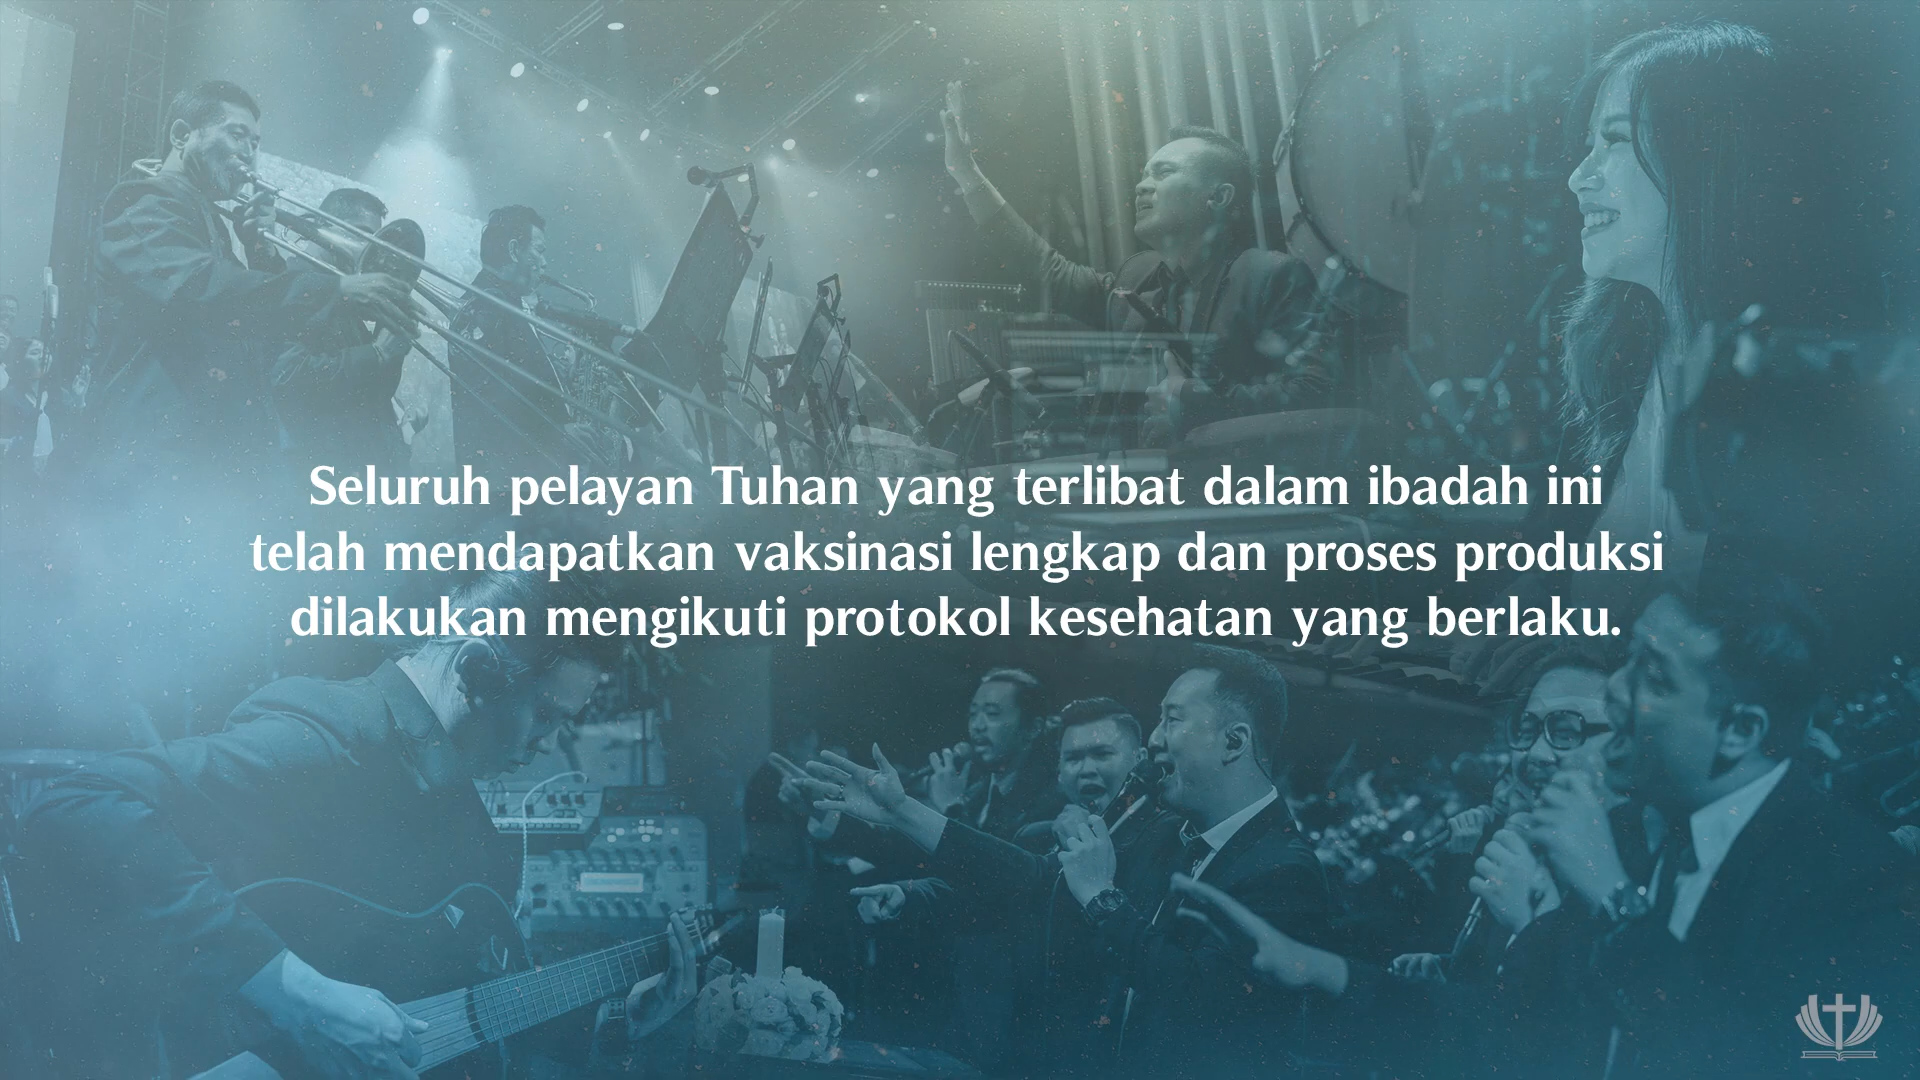 Seluruh pelayan Tuhan yang terlibat dalam ibadah ini
telah mendapatkan vaksinasi lengkap dan proses produksi
dilakukan mengikuti protokol kesehatan yang berlaku.